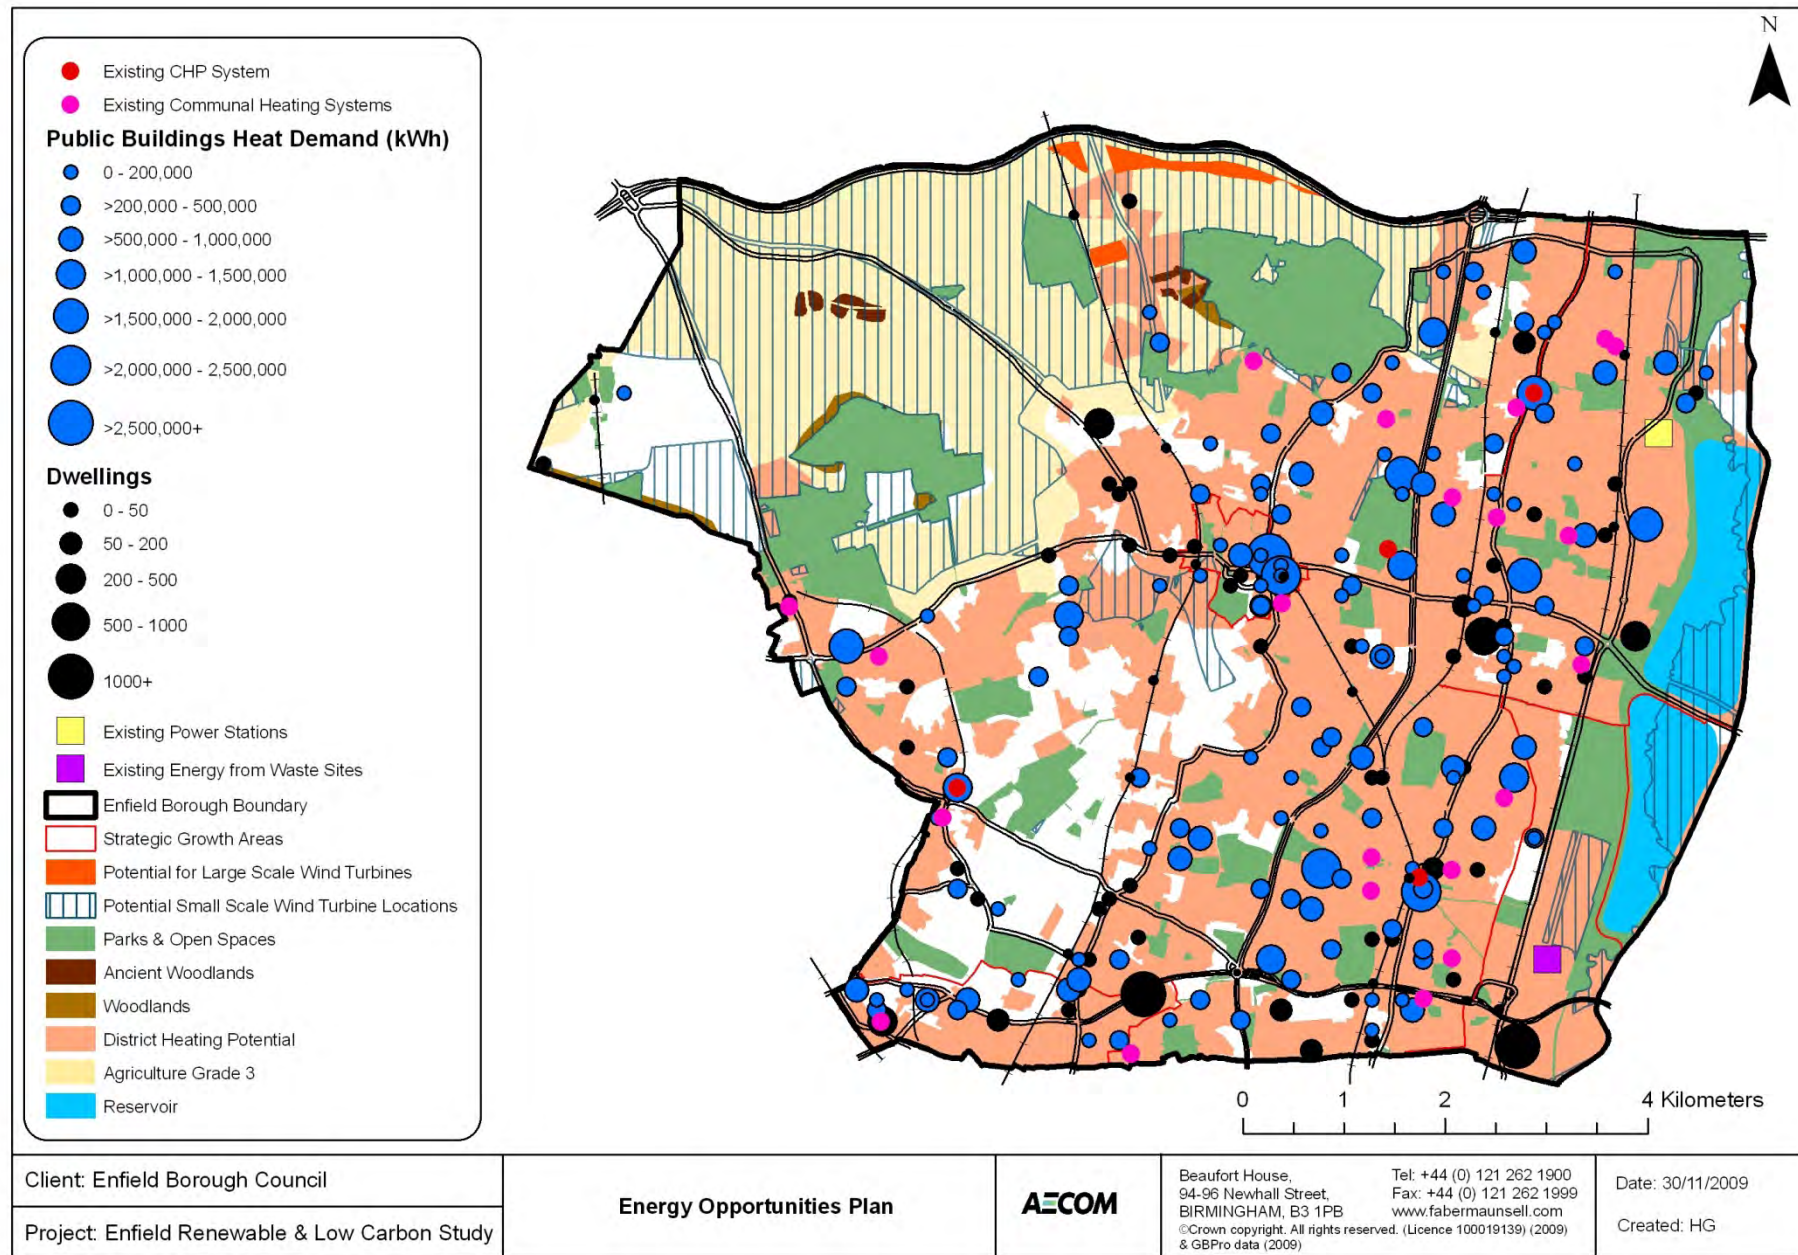 N
Existing CHP System
Existing Communal Heating Systems
Public Buildings Heat Demand (kWh)
0 - 200,000
>200,000 - 500,000
>500,000 - 1,000,000
>1,000,000 - 1,500,000
>1,500,000 - 2,000,000
>2,000,000 - 2,500,000
>2,500,000+
Dwellings
0 - 50
50 - 200
200 - 500
500 - 1000
1000+
Existing Power Stations
Existing Energy from Waste Sites
Enfield Borough Boundary
Strategic Growth Areas
Potential for Large Scale Wind Turbines
Potential Small Scale Wind Turbine Locations
Parks & Open Spaces
Ancient Woodlands
Woodlands
District Heating Potential
Agriculture Grade 3
Reservoir
0 1 2 4 Kilometers
Client: Enfield Borough Council
Project: Enfield Renewable & Low Carbon Study
Energy Opportunities Plan
AECOM
Beaufort House,
94-96 Newhall Street,
BIRMINGHAM, B3 1PB
Tel: +44 (0) 121 262 1900
Fax: +44 (0) 121 262 1999
www.fabermaunsell.com
©Crown copyright. All rights reserved. (Licence 100019139) (2009)
& GBPro data (2009)
Date: 30/11/2009
Created: HG